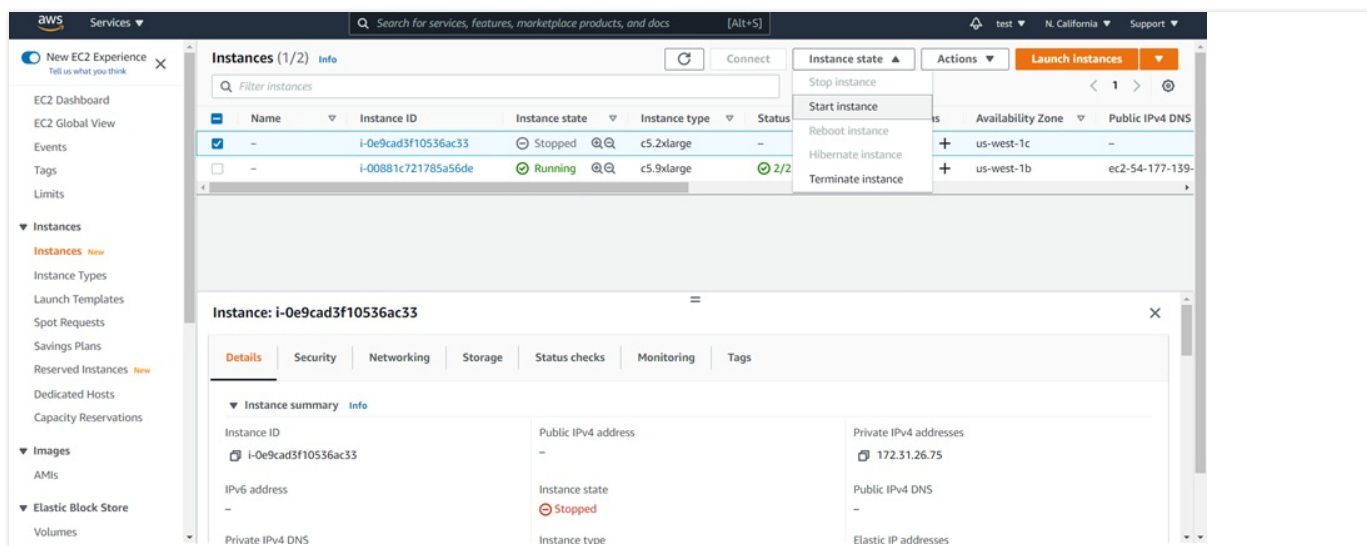 aws Services ▼ Search for services, features, marketplace products, and docs [Alt+S] test ▼ N. California ▼ Support ▼
New EC2 Experience
Tell us what you think
EC2 Dashboard
EC2 Global View
Events
Tags
Limits
▼ Instances
Instances New
Instance Types
Launch Templates
Spot Requests
Savings Plans
Reserved Instances New
Dedicated Hosts
Capacity Reservations
▼ Images
AMIs
▼ Elastic Block Store
Volumes
Instances (1/2) Info Connect Instance state ▲ Actions ▼ Launch instances ▼
Filter instances < 1 >
Stop instance
Start instance
Reboot instance
Hibernate instance
Terminate instance
Name Instance ID Instance state Instance type Status us Availability Zone Public IPv4 DNS
– i-0e9cad3f10536ac33 Stopped c5.2xlarge – + us-west-1c –
– i-00881c721785a56de Running c5.9xlarge 2/2 + us-west-1b ec2-54-177-139-
Instance: i-0e9cad3f10536ac33
Details Security Networking Storage Status checks Monitoring Tags
▼ Instance summary Info
Instance ID Public IPv4 address Private IPv4 addresses
i-0e9cad3f10536ac33 – 172.31.26.75
IPv6 address Instance state Public IPv4 DNS
– Stopped –
Private IPv4 DNS Instance type Elastic IP addresses